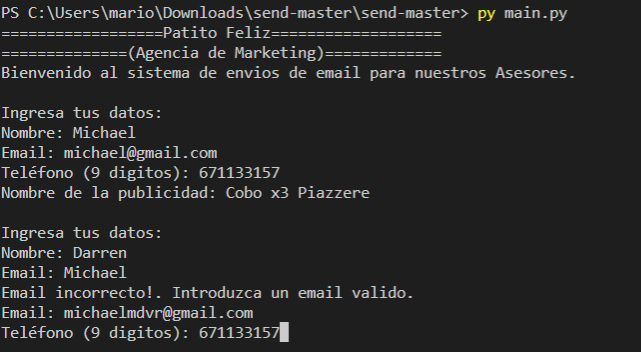 PS C:\Users\mario\Downloads\send-master\send-master> py main.py
=================Patito Feliz==================
==============(Agencia de Marketing)=============
Bienvenido al sistema de envios de email para nuestros Asesores.
Ingresa tus datos:
Nombre: Michael
Email: michael@gmail.com
Teléfono (9 digitos): 671133157
Nombre de la publicidad: Cobo x3 Piazzere
Ingresa tus datos:
Nombre: Darren
Email: Michael
Email incorrecto!. Introduzca un email valido.
Email: michaelmdvr@gmail.com
Teléfono (9 digitos): 671133157